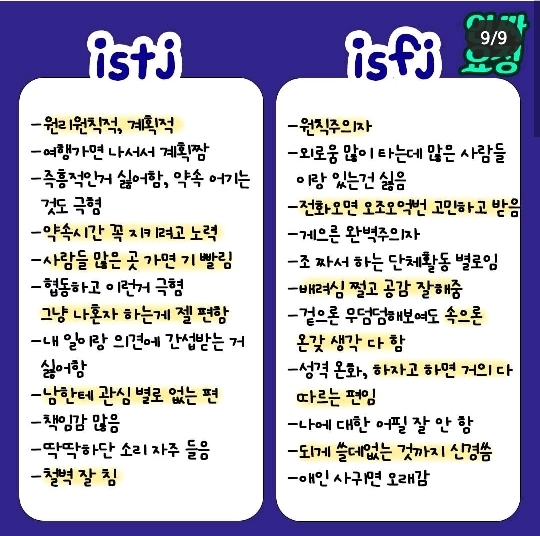 istj
-원리원칙적, 계획적
-여행가면 나서서 계획짬
-즉흥적인거 싫어함, 약속 어기는
것도 극혐
-약속시간 꼭 지키려고 노력
-사람들 많은 곳 가면 기 빨림
-협동하고 이런거 극혐
그냥 나혼자 하는게 젤 편함
-내 일이랑 의견에 간섭받는 거
싫어함
-남한테 관심 별로 없는 편
-책임감 많음
-딱딱하단 소리 자주 들음
-철벽 잘 침
isfj
9/9
-원칙주의자
-외로움 많이 타는데 많은 사람들
이랑 있는건 싫음
-전화오면 오조오억번 고만하고 받음
-게으른 완벽주의자
-조 짜서 하는 단체활동 별로임
-배려심 쩔고 공감 잘해줌
-겉으론 무덤덤해보여도 속으론
온갖 생각 다 함
-성격 온화, 하자고 하면 거의 다
따르는 편임
-나에 대한 어필 잘 안 함
-되게 쓸데없는 것까지 신경씀
-애인 사귀면 오래감